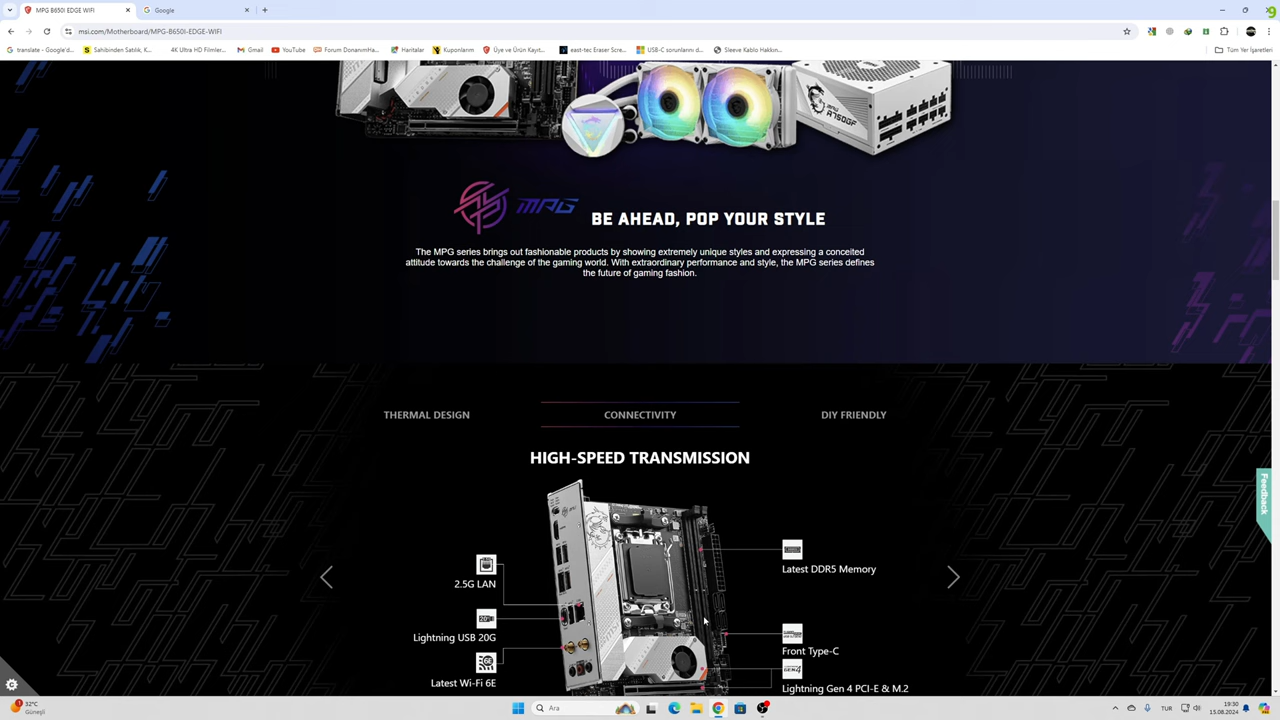 MPG B650I EDGE WIFI
Google
msi.com/Motherboard/MPG-B650I-EDGE-WIFI
translate - Google'd...
Sahibinden Satılık, K...
4K Ultra HD Filmler...
Gmail
YouTube
Forum DonanımHa...
Haritalar
Kuponlarım
Üye ve Ürün Kayıt...
east-tec Eraser Scre...
USB-C sorunlarını d...
Sleeve Kablo Hakkın...
Tüm Yer İşaretleri
A750GF
MPG
BE AHEAD, POP YOUR STYLE
The MPG series brings out fashionable products by showing extremely unique styles and expressing a conceited
attitude towards the challenge of the gaming world. With extraordinary performance and style, the MPG series defines
the future of gaming fashion.
THERMAL DESIGN
CONNECTIVITY
DIY FRIENDLY
HIGH-SPEED TRANSMISSION
2.5G LAN
Lightning USB 20G
Latest Wi-Fi 6E
Latest DDR5 Memory
Front Type-C
Lightning Gen 4 PCI-E & M.2
Feedback
32°C
Güneşli
Ara
TUR
19:30
15.08.2024